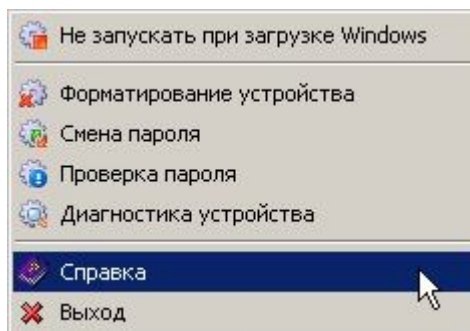 Не запускать при загрузке Windows
Форматирование устройства
Смена пароля
Проверка пароля
Диагностика устройства
Справка
Выход